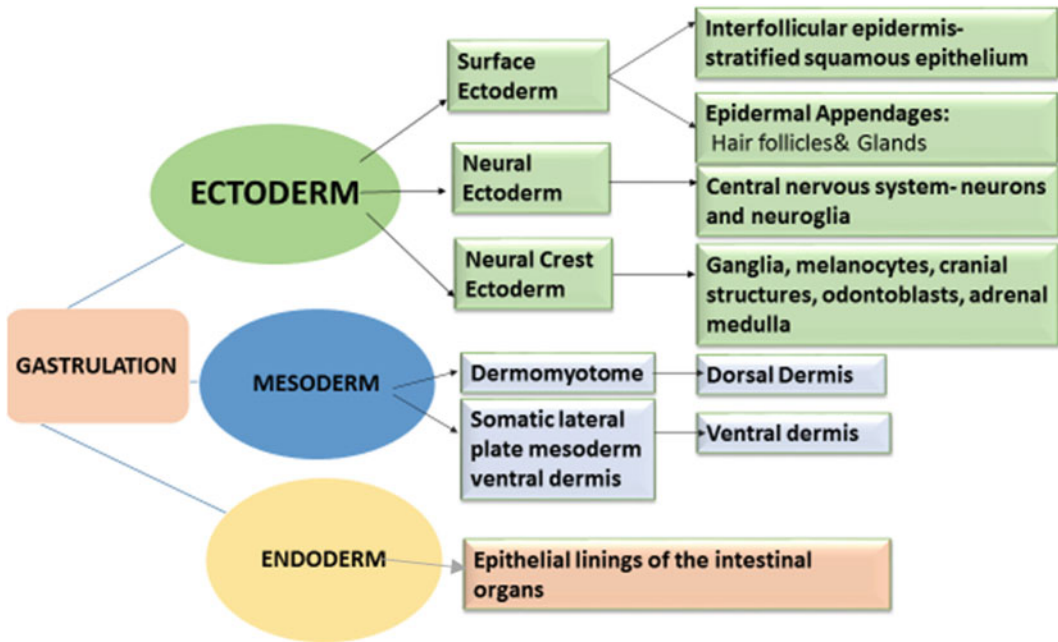 Interfollicular epidermis-
stratified squamous epithelium
Surface
Ectoderm
Epidermal Appendages:
Hair follicles& Glands
ECTODERM
Neural
Ectoderm
Central nervous system- neurons
and neuroglia
Neural Crest
Ectoderm
Ganglia, melanocytes, cranial
structures, odontoblasts, adrenal
medulla
GASTRULATION
MESODERM
Dermomyotome
Dorsal Dermis
Somatic lateral
plate mesoderm
ventral dermis
Ventral dermis
ENDODERM
Epithelial linings of the intestinal
organs